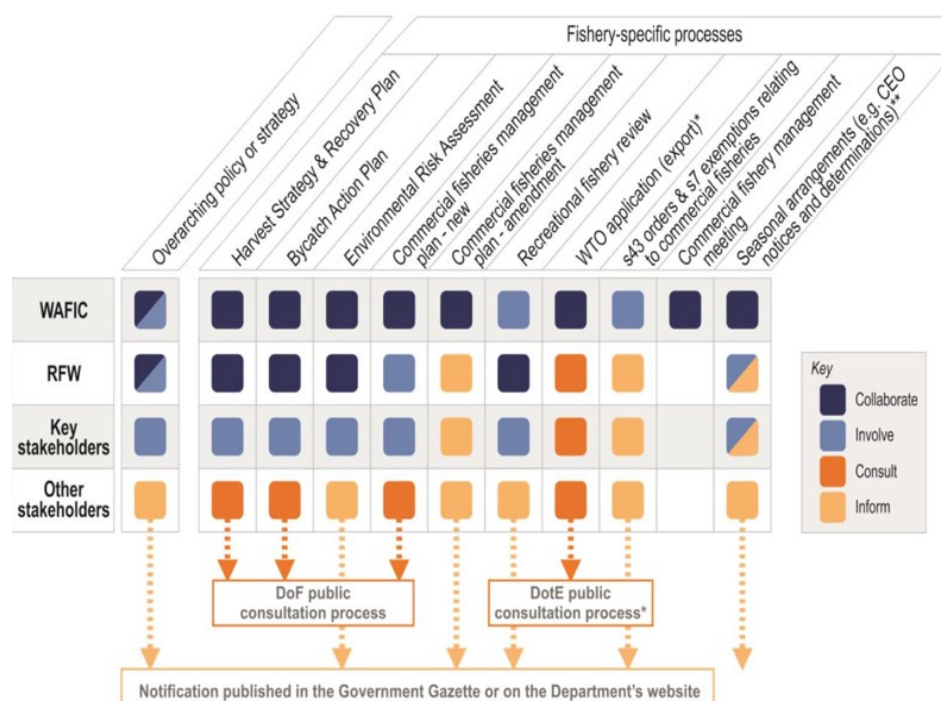 Fishery-specific processes
Overarching policy or strategy
Harvest Strategy & Recovery Plan
Bycatch Action Plan
Environmental Risk Assessment
Commercial fisheries management
plan - new
Commercial fisheries management
plan - amendment
Recreational fishery review
WTO application (export)*
s43 orders & s7 exemptions relating
to commercial fisheries
Commercial fishery management
meeting
Seasonal arrangements (e.g. CEO
notices and determinations)**
WAFIC
RFW
Key
stakeholders
Other
stakeholders
Key
Collaborate
Involve
Consult
Inform
DoF public
consultation process
DotE public
consultation process*
Notification published in the Government Gazette or on the Department's website